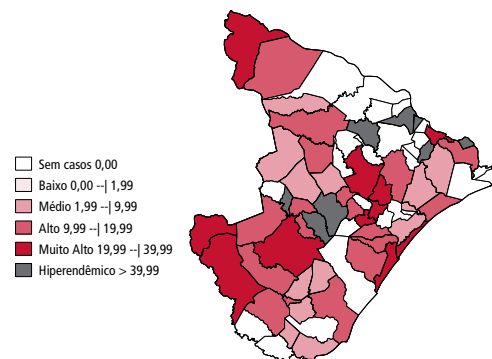 Sem casos 0,00
Baixo 0,00 --| 1,99
Médio 1,99 --| 9,99
Alto 9,99 --| 19,99
Muito Alto 19,99 --| 39,99
Hiperendêmico > 39,99